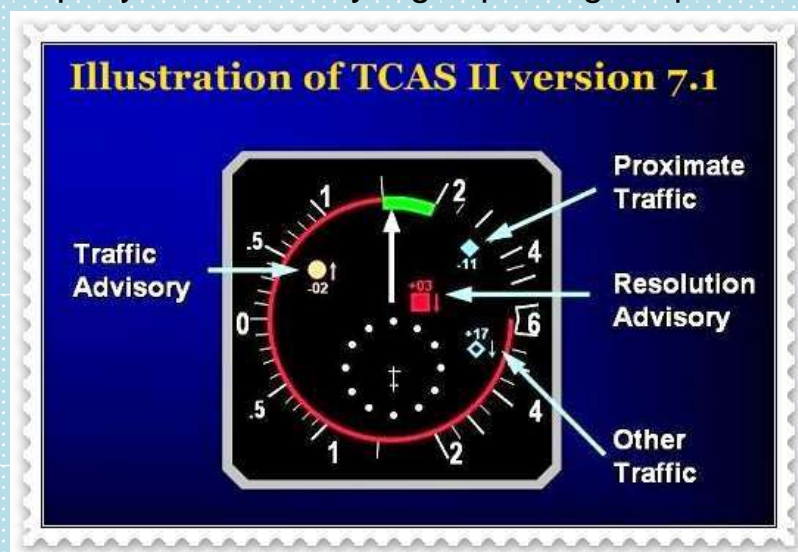 Illustration of TCAS II version 7.1
Proximate
Traffic
Traffic
Advisory
Resolution
Advisory
Other
Traffic
1
2
.5
4
-11
-02
+03
0
6
+17
.5
4
1
2